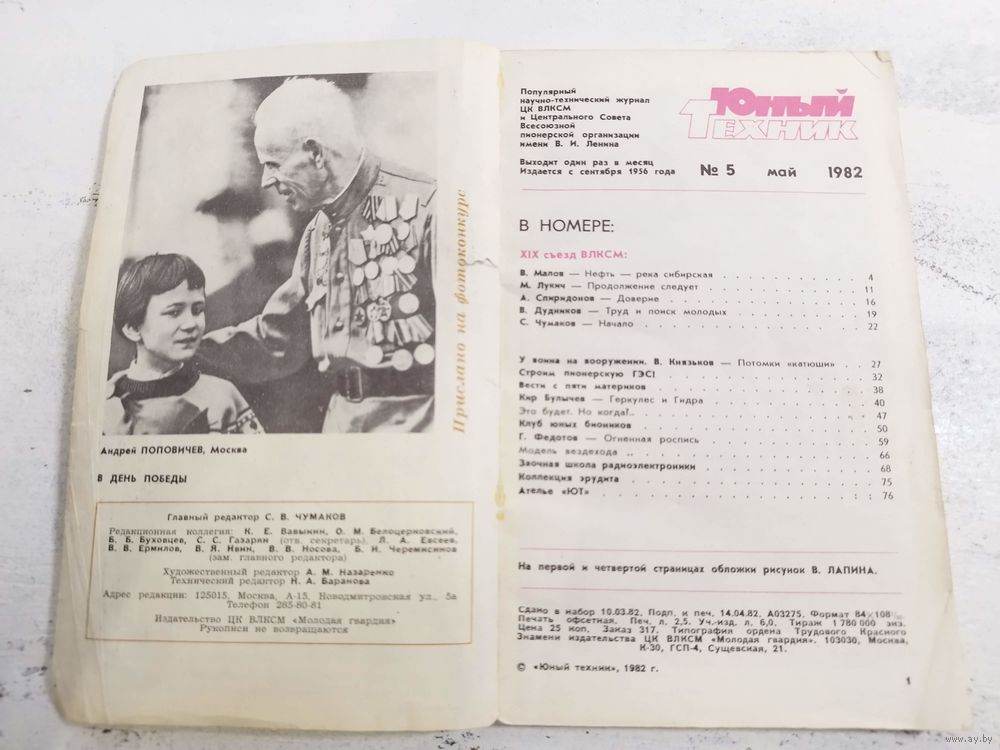 Прислано на фотоконкурс
Андрей ПОПОВИЧЕВ, Москва
В ДЕНЬ ПОБЕДЫ
Главный редактор С. В. ЧУМАКОВ
Редакционная коллегия: К. Е. Бавыкин, О. М. Белоцерковский,
Б. Б. Буховцев, С. С. Газарян (отв. секретарь), Л. А. Евсеев,
В. В. Ермилов, В. Я. Ивин, В. В. Носова, Б. И. Черемисинов
(зам. главного редактора)
Художественный редактор А. М. Назаренко
Технический редактор Н. А. Баранова
Адрес редакции: 125015, Москва, А-15, Новодмитровская ул., 5а
Телефон 285-80-81
Издательство ЦК ВЛКСМ «Молодая гвардия»
Рукописи не возвращаются
Популярный
научно-технический журнал
ЦК ВЛКСМ
и Центрального Совета
Всесоюзной
пионерской организации
имени В. И. Ленина
Выходит один раз в месяц
Издается с сентября 1956 года
Юный
Техник
№ 5 май 1982
В НОМЕРЕ:
XIX съезд ВЛКСМ:
В. Малов — Нефть — река сибирская 4
М. Лукич — Продолжение следует 11
А. Спиридонов — Доверие 16
В. Дудников — Труд и поиск молодых 19
С. Чумаков — Начало 22
У воина на вооружении. В. Князьков — Потомки «катюши» 27
Строим пионерскую ГЭС! 32
Вести с пяти материков 38
Кир Булычев — Геркулес и Гидра 40
Это будет. Но когда?.. 47
Клуб юных биоников 50
Г. Федотов — Огненная роспись 59
Модель вездехода 66
Заочная школа радиоэлектроники 68
Коллекция эрудита 75
Ателье «ЮТ» 76
На первой и четвертой страницах обложки рисунок В. ЛАПИНА.
Сдано в набор 10.03.82. Подп. к печ. 14.04.82. А03275. Формат 84×108
Печать офсетная. Печ. л. 2,5. Уч.-изд. л. 6,0. Тираж 1 780 000 экз.
Цена 25 коп. Заказ 317. Типография ордена Трудового Красного
Знамени издательства ЦК ВЛКСМ «Молодая гвардия». 103030, Москва,
К-30, ГСП-4, Сущевская, 21.
© «Юный техник», 1982 г.
1
www.ay.by